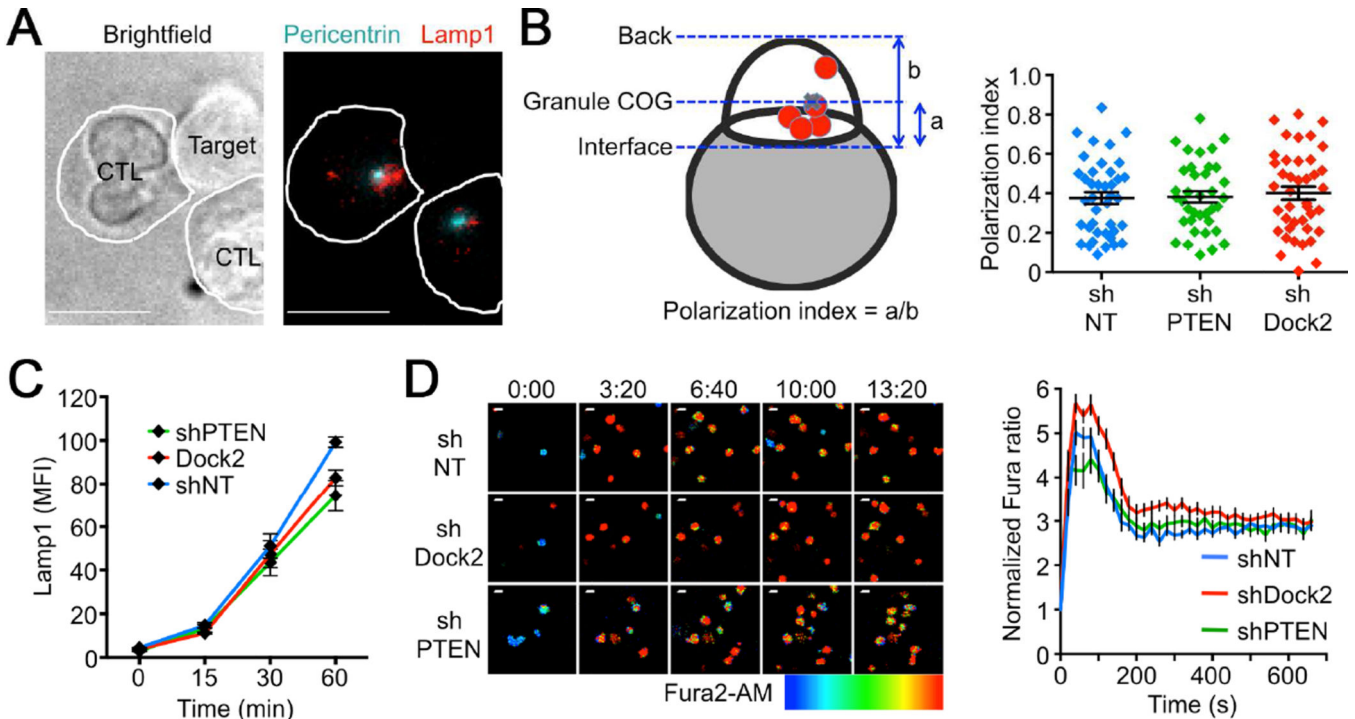 A
Brightfield
Pericentrin Lamp1
CTL
Target
CTL
B
Back
Granule COG
Interface
b
a
Polarization index = a/b
Polarization index
1.0
0.8
0.6
0.4
0.2
0
sh NT
sh PTEN
sh Dock2
C
Lamp1 (MFI)
120
100
80
60
40
20
0
shPTEN
Dock2
shNT
0 15 30 60
Time (min)
D
0:00 3:20 6:40 10:00 13:20
sh
NT
sh
Dock2
sh
PTEN
Fura2-AM
Normalized Fura ratio
6
5
4
3
2
1
0
shNT
shDock2
shPTEN
0 200 400 600
Time (s)